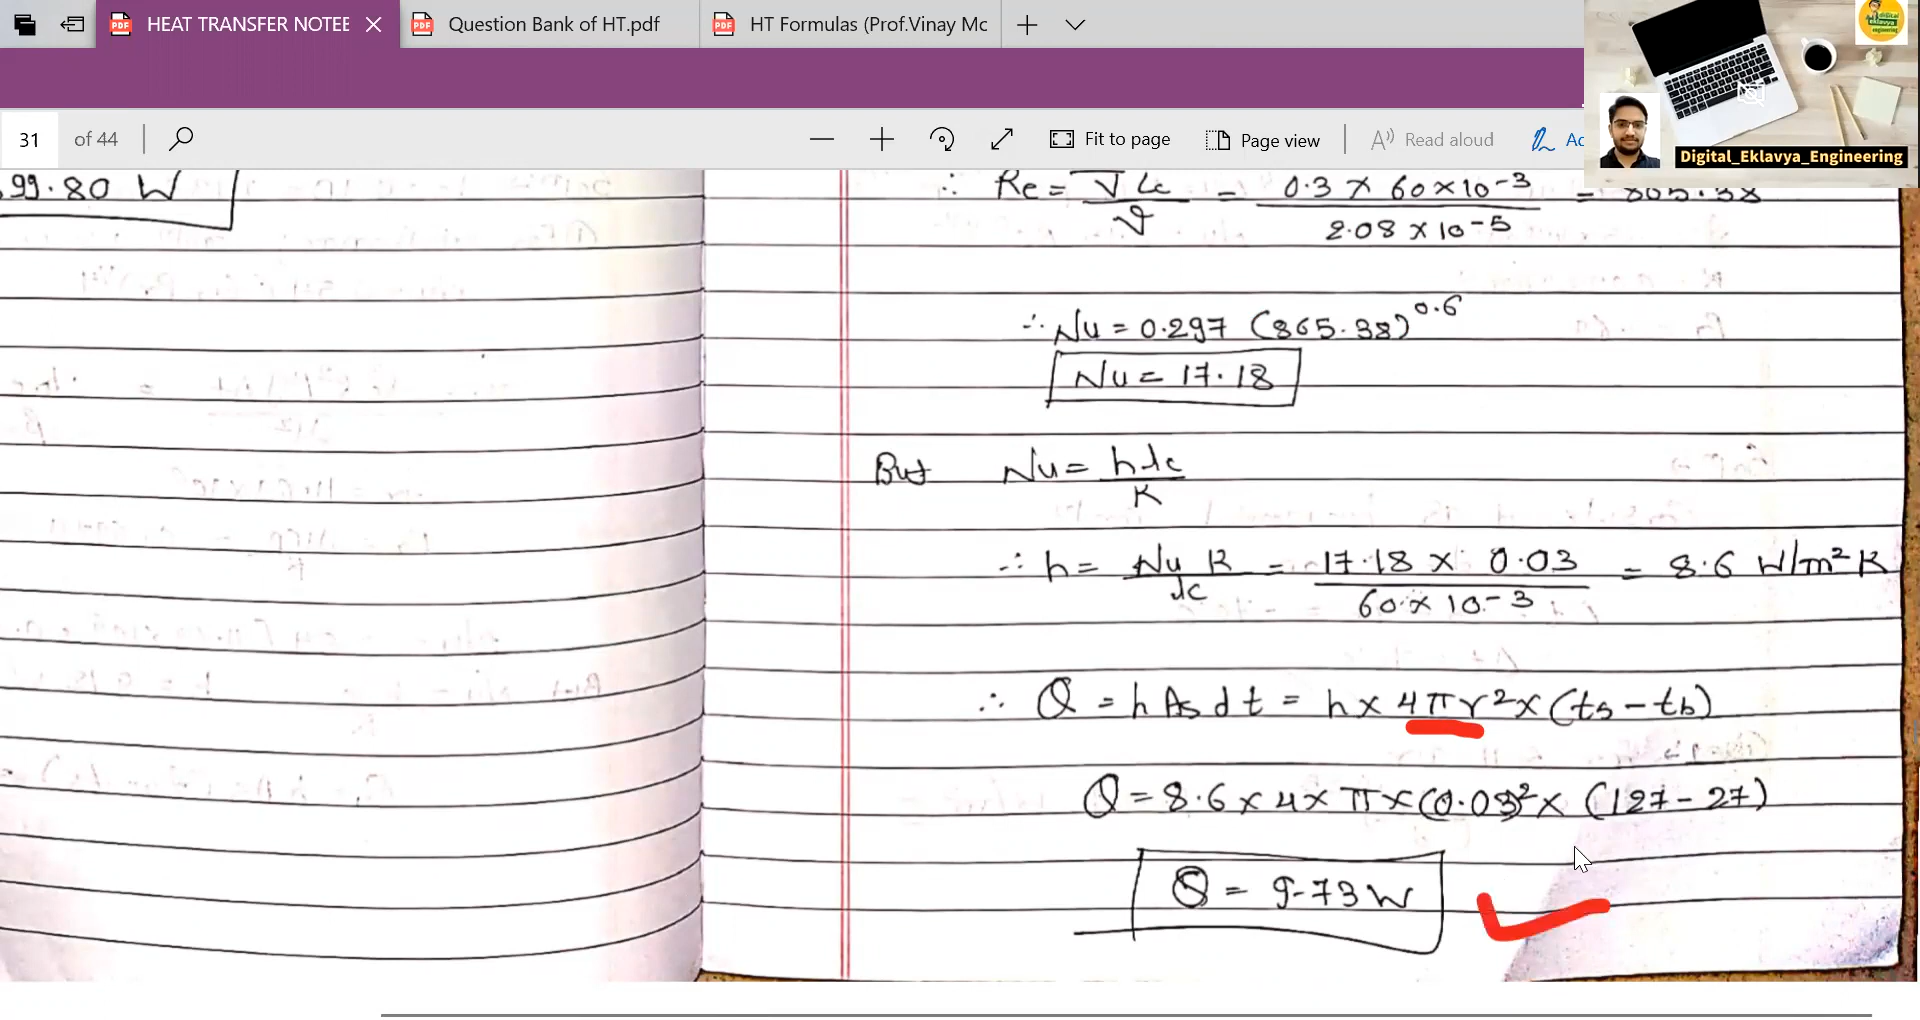 HEAT TRANSFER NOTEE
Question Bank of HT.pdf
HT Formulas (Prof.Vinay Mc
31 of 44
Fit to page
Page view
Read aloud
Digital_Eklavya_Engineering
99.80 W
∴ Re = V Lc / ν = 0.3 × 60×10⁻³ / 2.08 × 10⁻⁵ = 865.38
∴ Nu = 0.297 (865.38)^0.6
Nu = 17.18
But Nu = h Lc / K
∴ h = Nu K / Lc = 17.18 × 0.03 / 60 × 10⁻³ = 8.6 W/m² K
∴ Q = h As dt = h × 4πr² × (ts – tb)
Q = 8.6 × 4 × π × (0.03)² × (127 – 27)
Q = 9.73 W